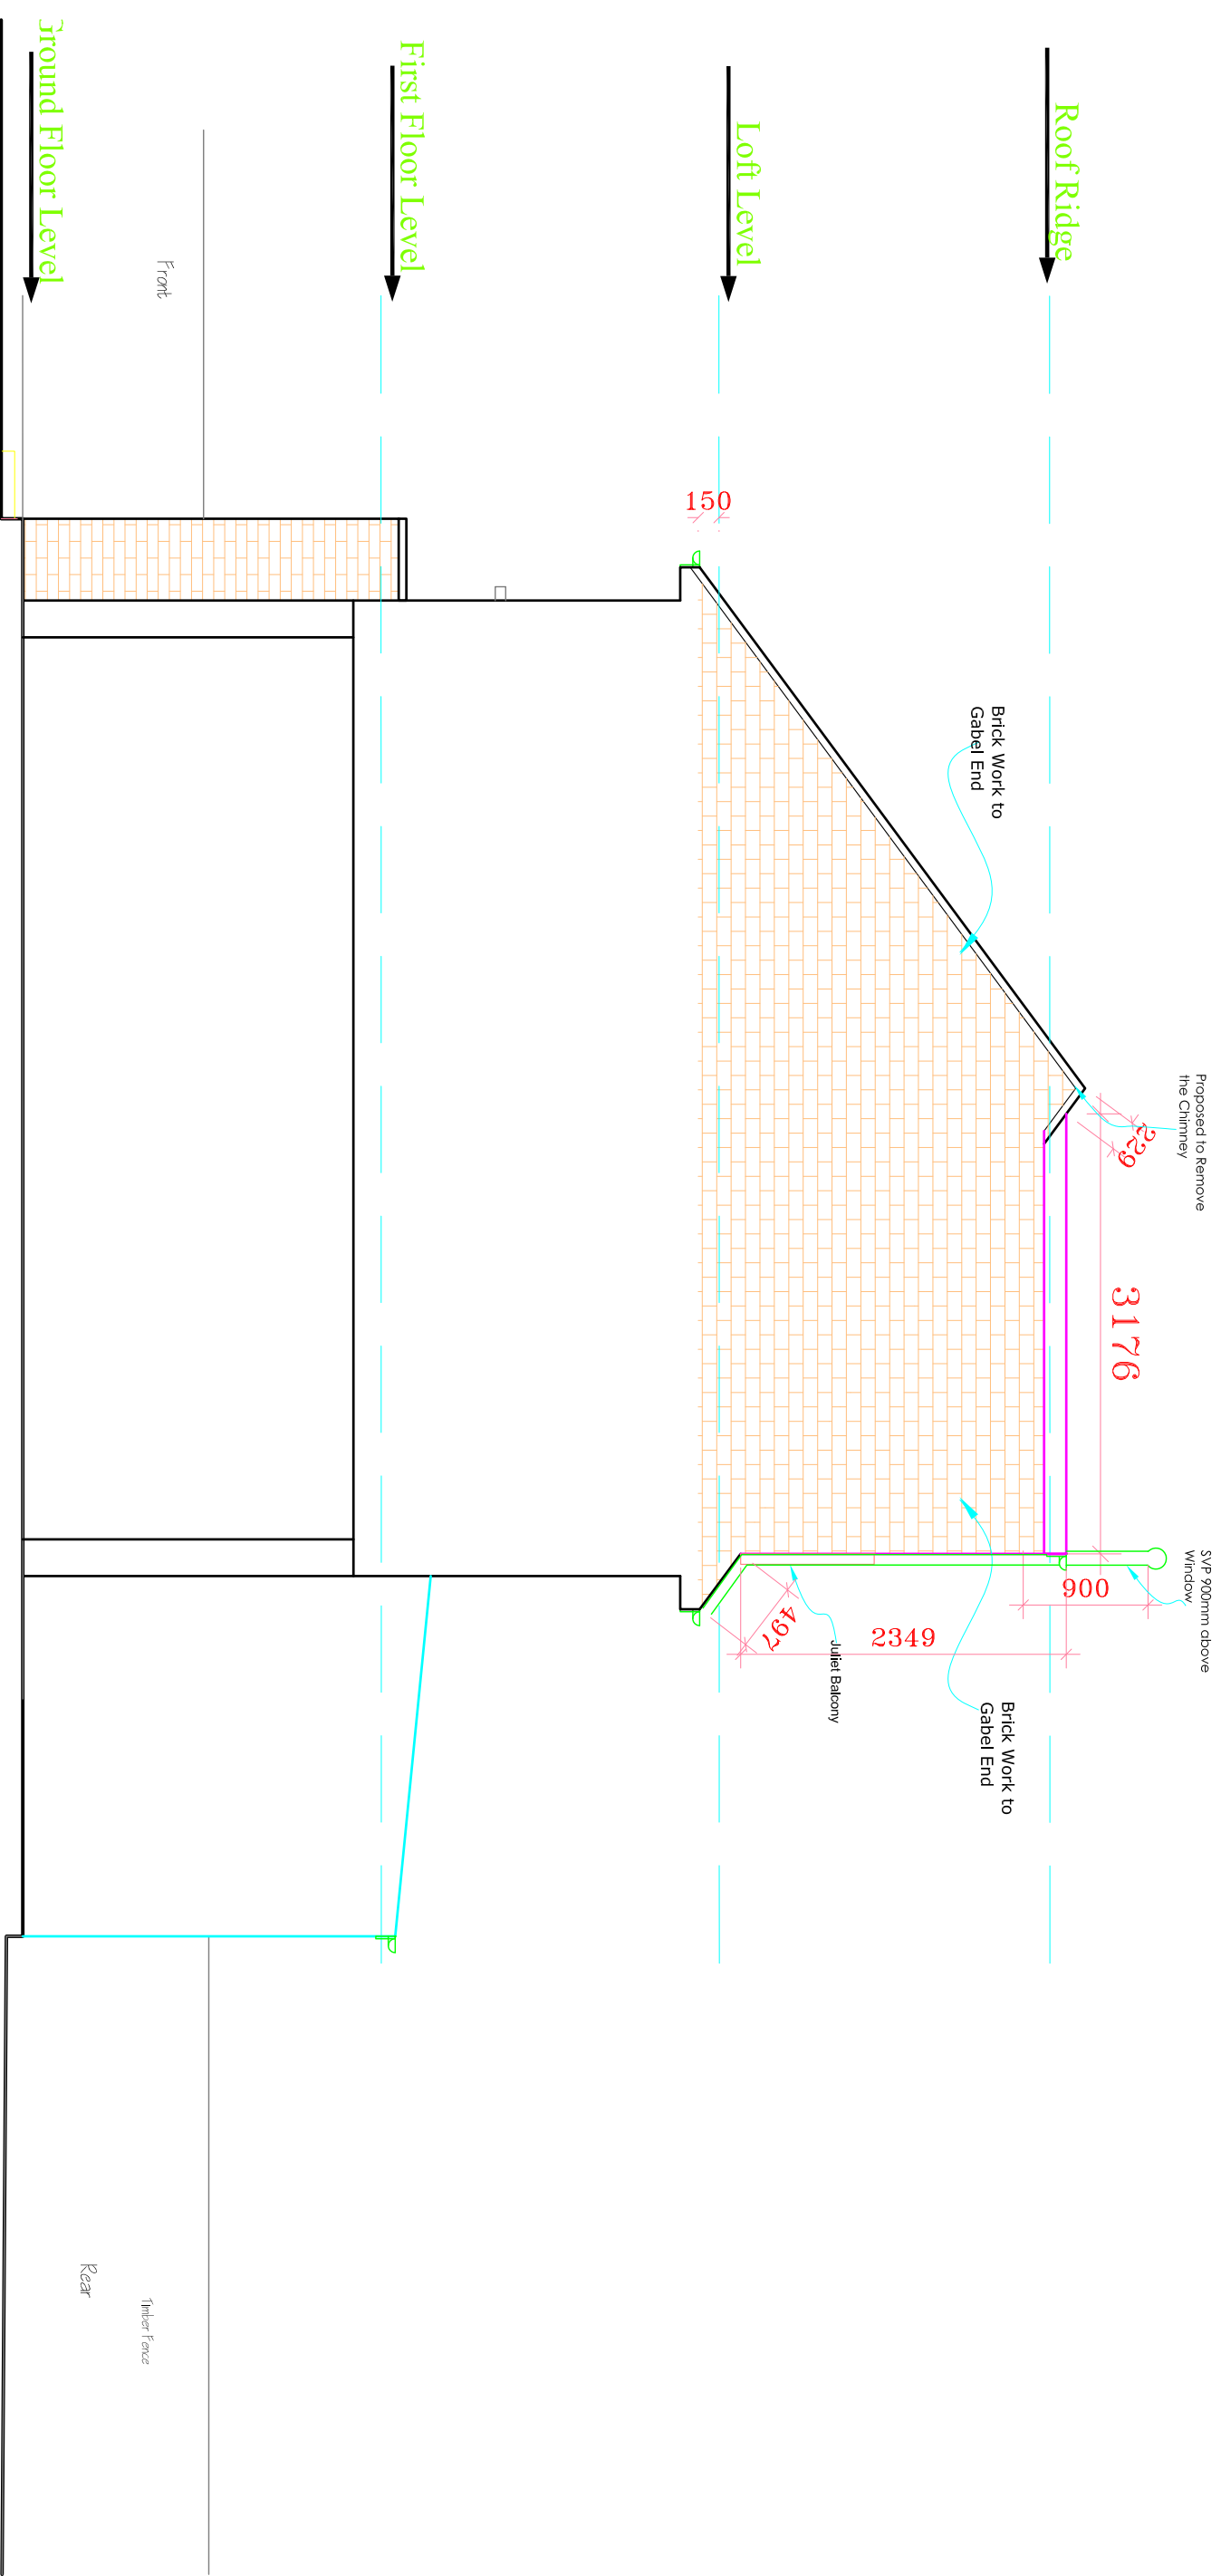 SVP 900mm above
Window
Proposed to Remove
the Chimney
229
3176
900
Roof Ridge
Brick Work to
Gabel End
Brick Work to
Gabel End
2349
Juliet Balcony
497
Loft Level
150
First Floor Level
Front
Timber Fence
Rear
Ground Floor Level